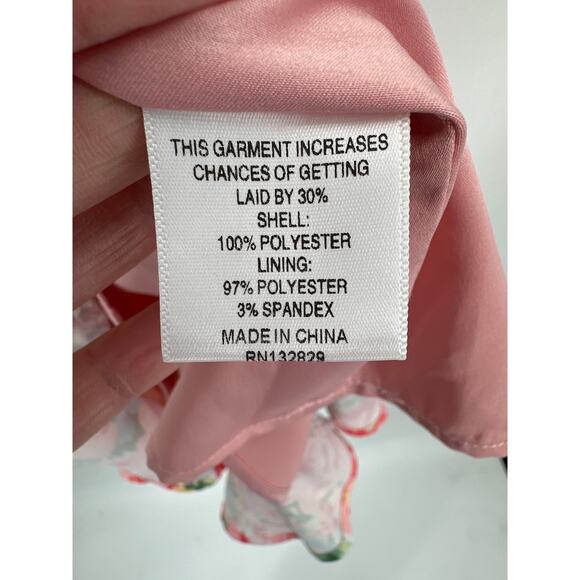 THIS GARMENT INCREASES
CHANCES OF GETTING
LAID BY 30%
SHELL:
100% POLYESTER
LINING:
97% POLYESTER
3% SPANDEX
MADE IN CHINA
RN132829